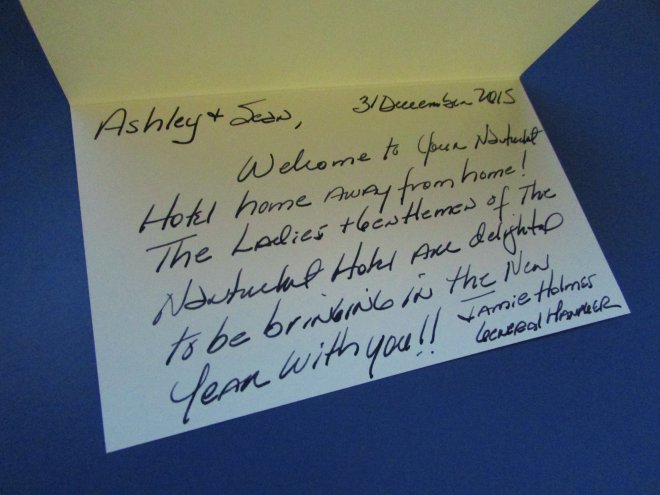 Ashley + Sean, 31 December 2015
Welcome to Your Nantucket
Hotel home away from home!
The Ladies + Gentlemen of The
Nantucket Hotel are delighted
to be bringing in the New
Year with you!! Jamie Holmes
General Manager